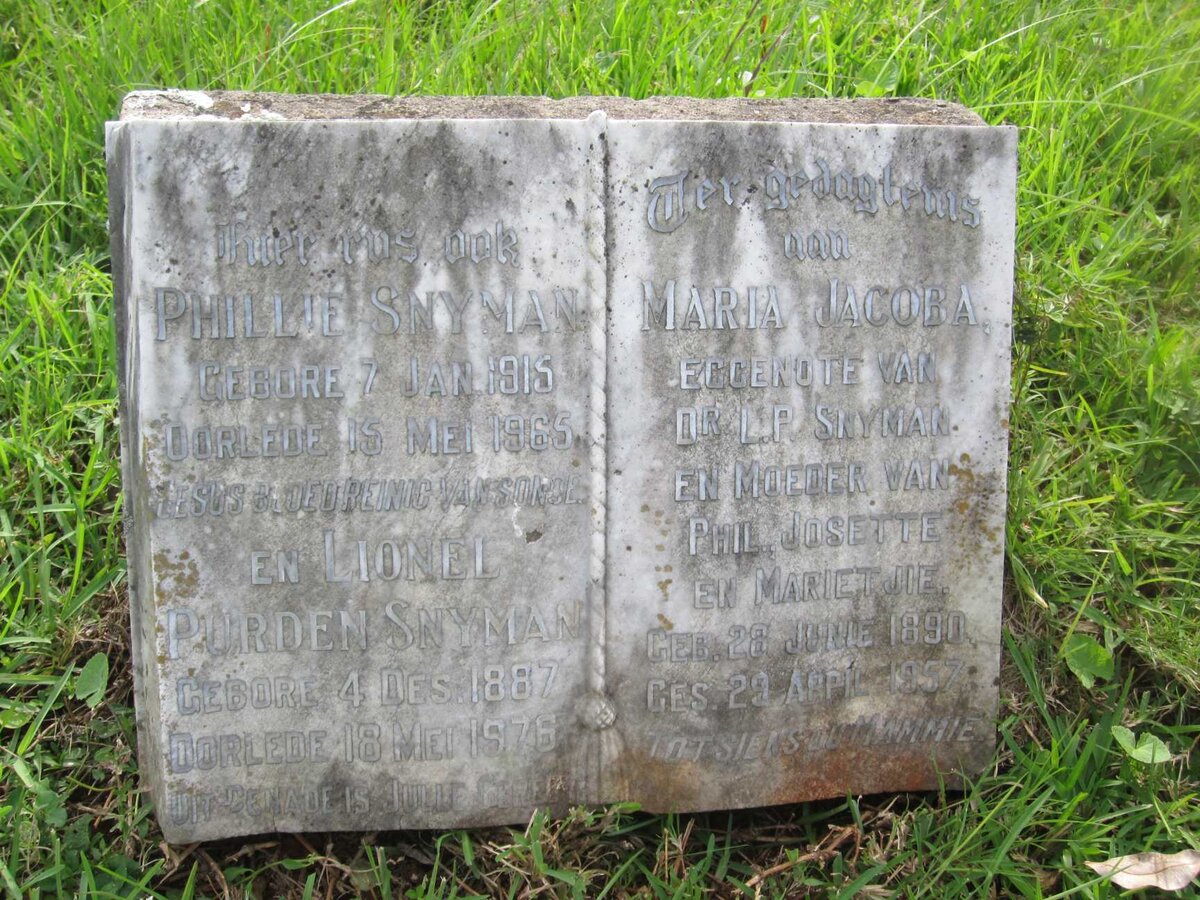 Hier rus ook
PHILLIE SNYMAN
GEBORE 7 JAN. 1915
OORLEDE 15 MEI 1965
JESUS BLOED REINIG VAN SONDE.
EN LIONEL
PURDEN SNYMAN
GEBORE 4 DES. 1887
OORLEDE 18 MEI 1976
UIT GENADE IS JULLE
Ter gedagtenis
aan
MARIA JACOBA,
EGGENOTE VAN
DR L.P. SNYMAN.
EN MOEDER VAN
PHIL, JOSETTE
EN MARIETJIE.
GEB. 28 JUNIE 1890.
GES. 29 APRIL 1957.
TOTSIENS OU MAMMIE.